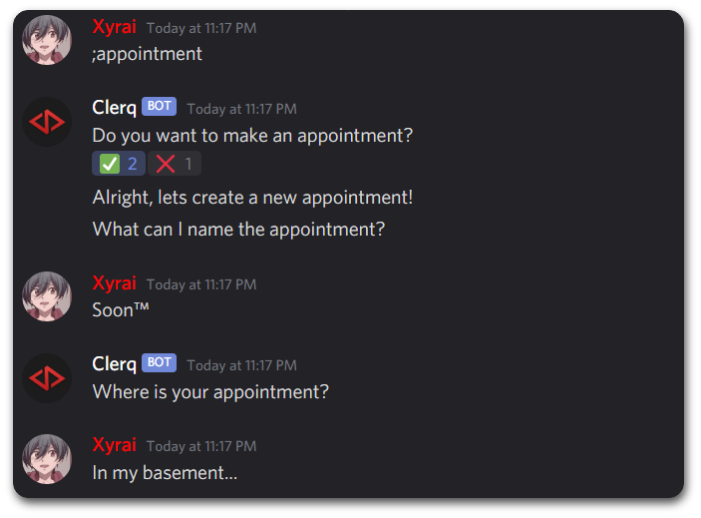 Xyrai Today at 11:17 PM
;appointment
Clerq BOT Today at 11:17 PM
Do you want to make an appointment?
✅ 2 ❌ 1
Alright, lets create a new appointment!
What can I name the appointment?
Xyrai Today at 11:17 PM
Soon™
Clerq BOT Today at 11:17 PM
Where is your appointment?
Xyrai Today at 11:17 PM
In my basement...